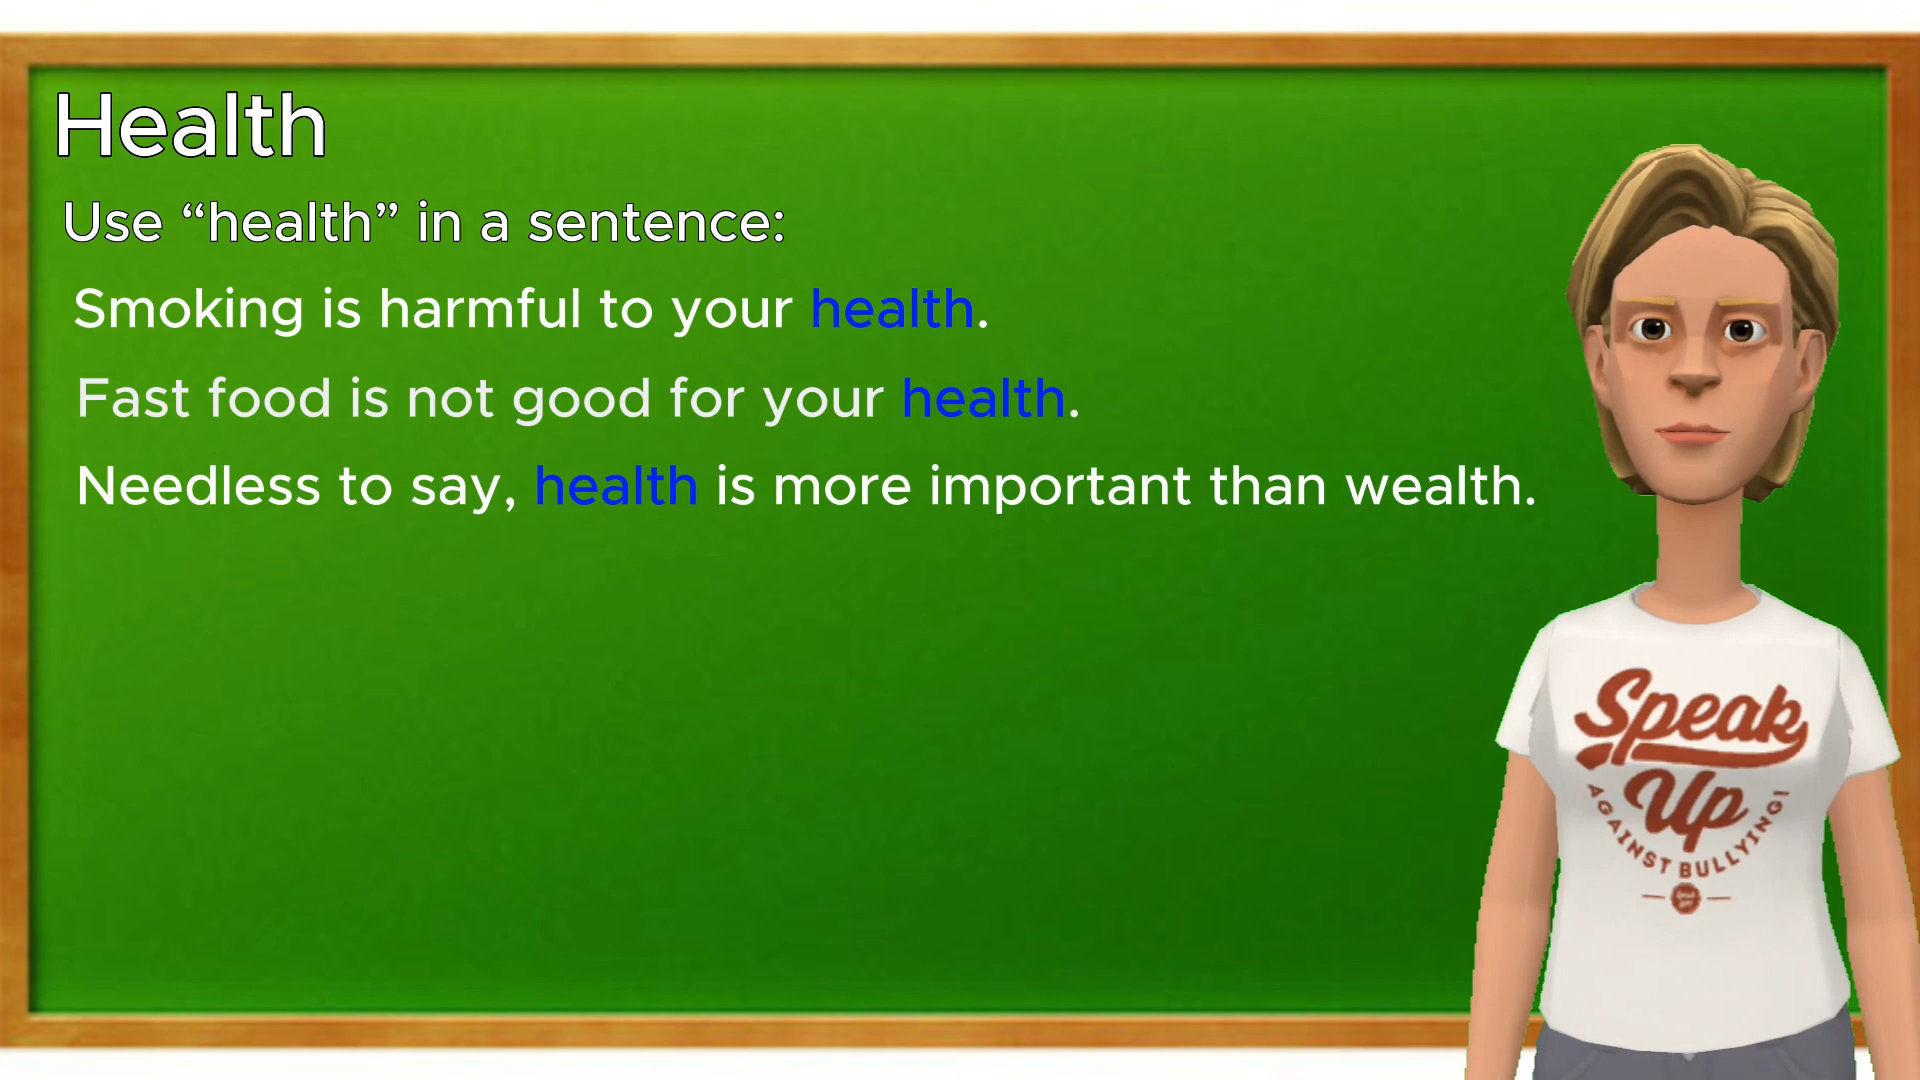 Health
Use “health” in a sentence:
Smoking is harmful to your health.
Fast food is not good for your health.
Needless to say, health is more important than wealth.
Speak
Up
AGAINST BULLYING!